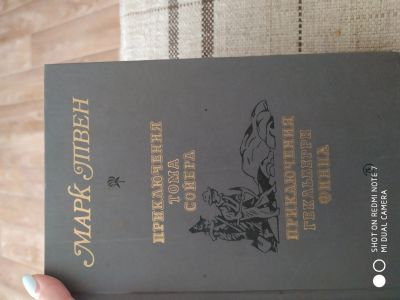 МАРК ТВЕН
ПРИКЛЮЧЕНИЯ
ТОМА
СОЙЕРА
ПРИКЛЮЧЕНИЯ
ГЕКЛЬБЕРРИ
ФИННА
SHOT ON REDMI NOTE 7
MI DUAL CAMERA